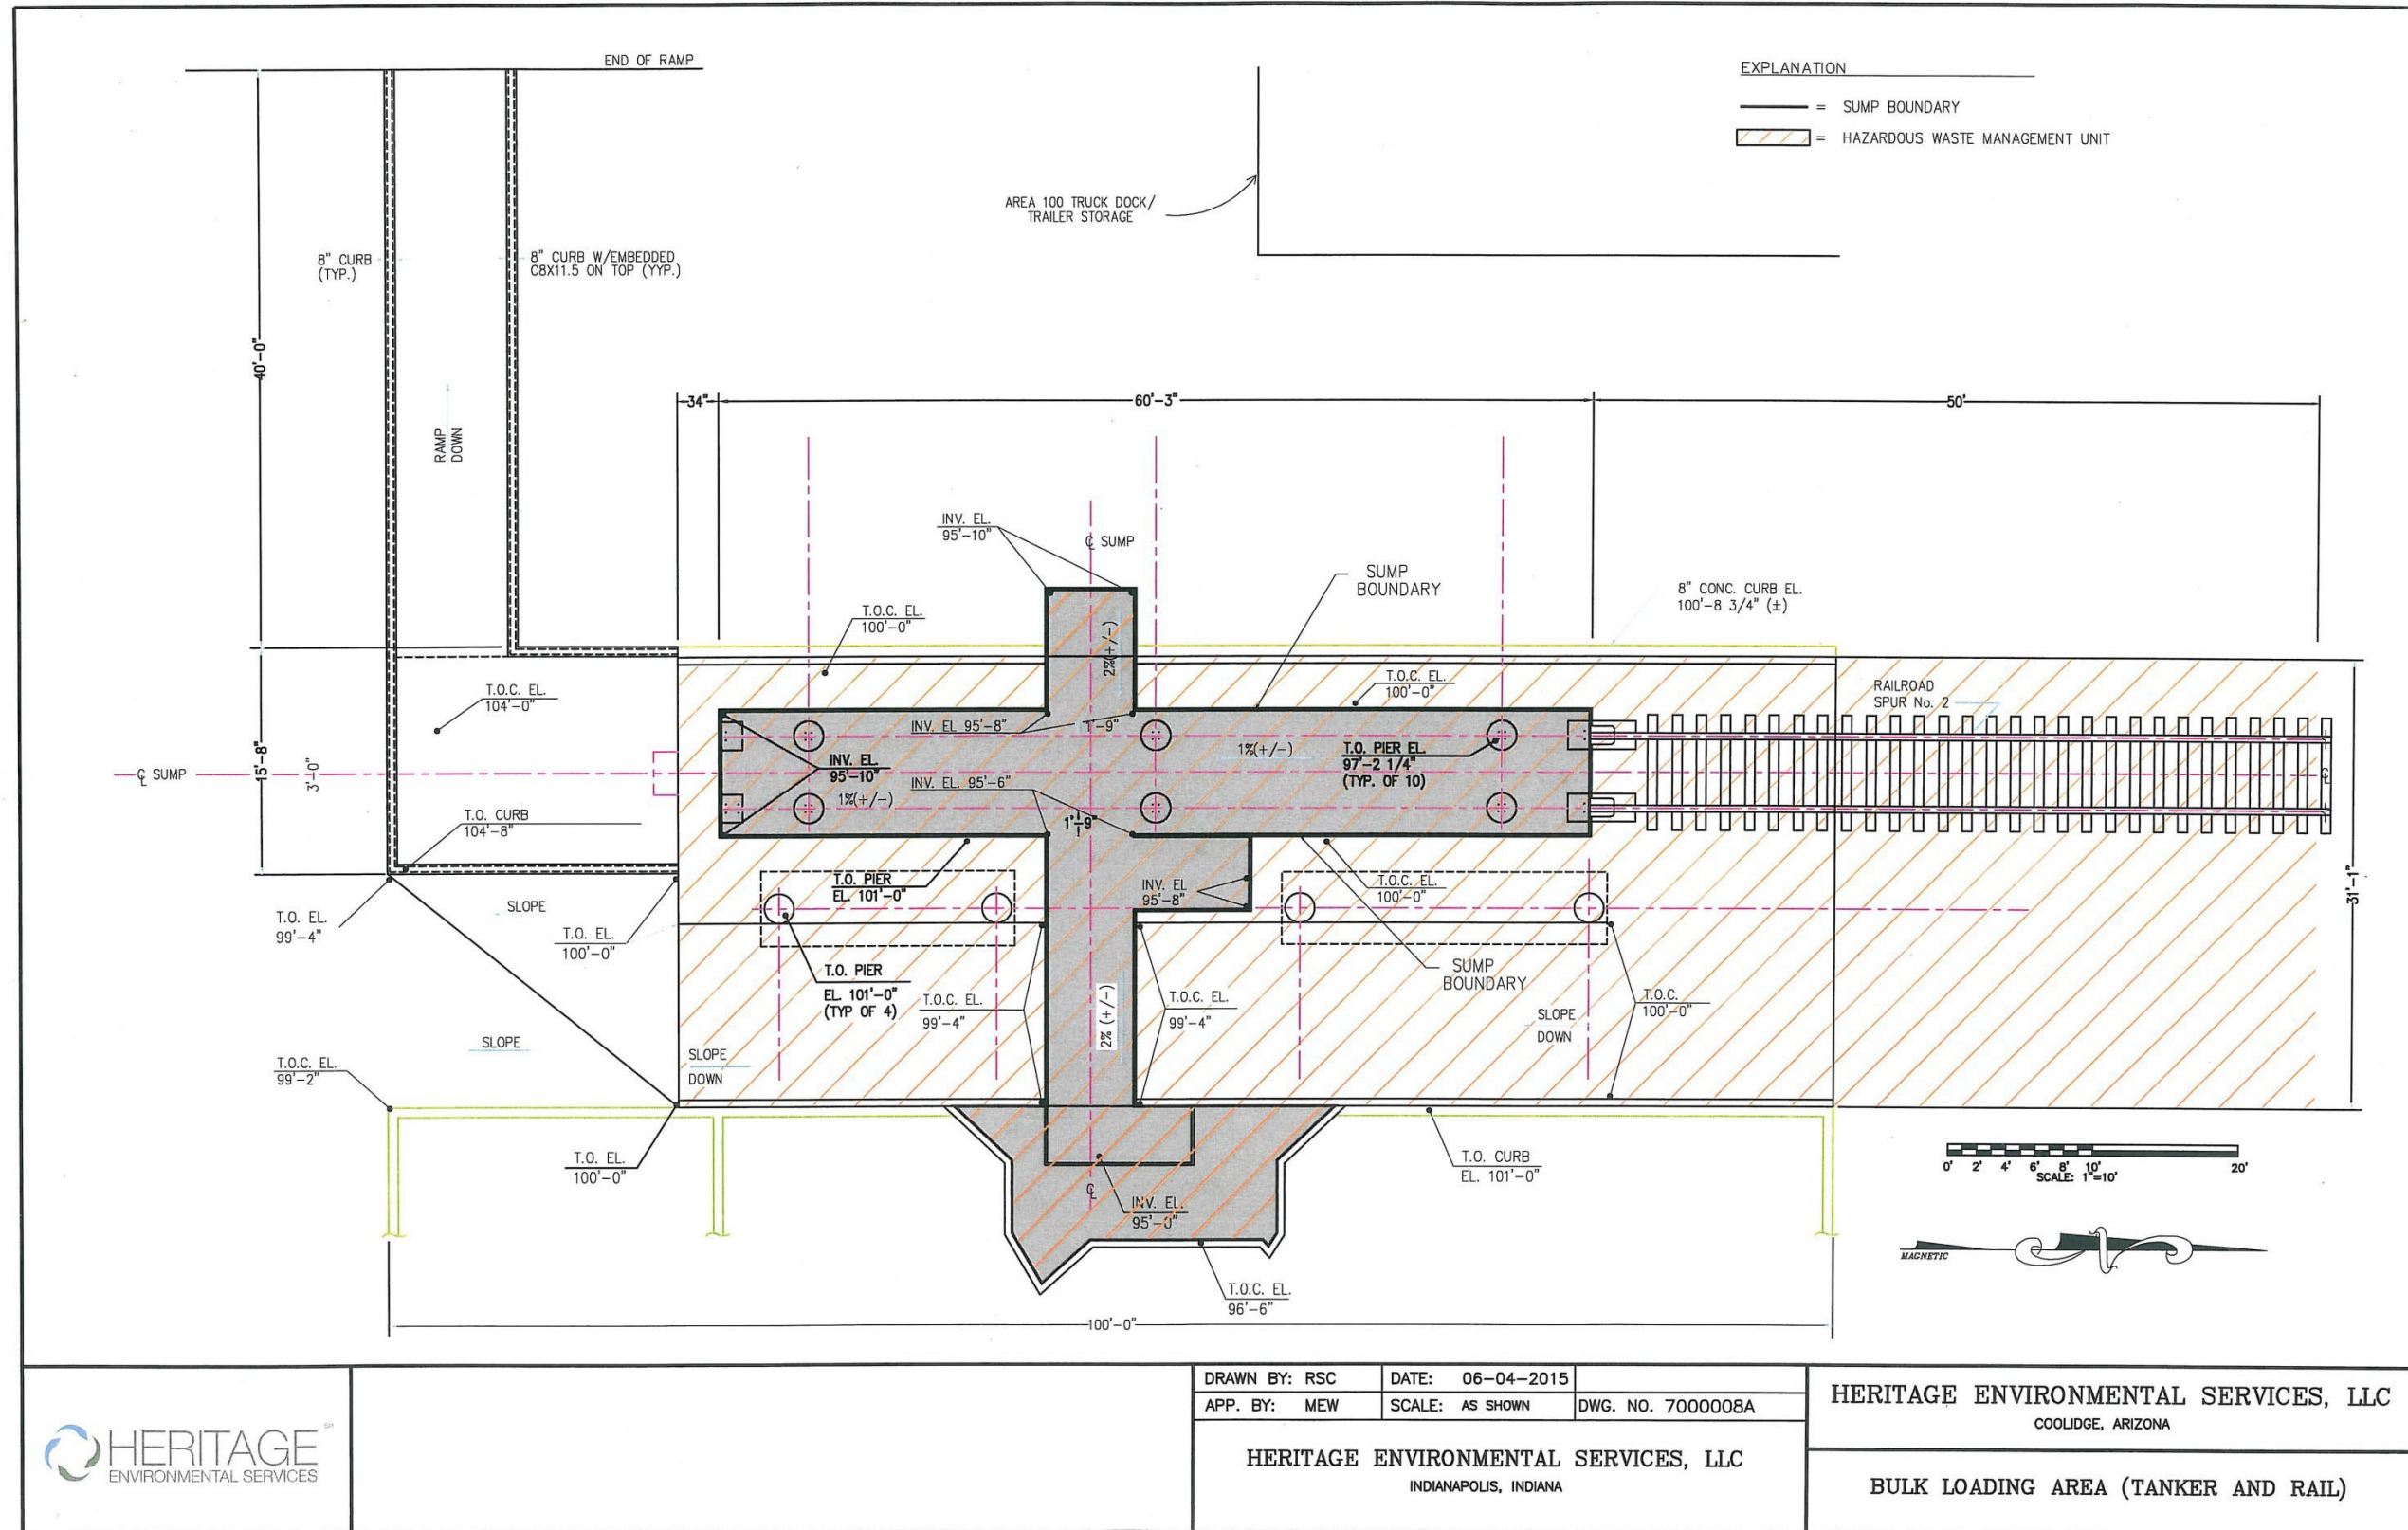 END OF RAMP
EXPLANATION
= SUMP BOUNDARY
= HAZARDOUS WASTE MANAGEMENT UNIT
AREA 100 TRUCK DOCK/
TRAILER STORAGE
8" CURB
(TYP.)
8" CURB W/EMBEDDED
C8X11.5 ON TOP (YYP.)
40'-0"
RAMP
DOWN
34"
60'-3"
50'
INV. EL.
95'-10"
℄ SUMP
SUMP
BOUNDARY
8" CONC. CURB EL.
100'-8 3/4" (±)
T.O.C. EL.
100'-0"
2%(+/-)
T.O.C. EL.
104'-0"
T.O.C. EL.
100'-0"
RAILROAD
SPUR No. 2
INV. EL 95'-8"
1'-9"
15'-8"
3'-0"
℄ SUMP
INV. EL.
95'-10"
1%(+/-)
INV. EL. 95'-6"
1%(+/-)
T.O. PIER EL.
97'-2 1/4"
(TYP. OF 10)
T.O. CURB
104'-8"
1'-9"
T.O. PIER
EL. 101'-0"
INV. EL
95'-8"
T.O.C. EL.
100'-0"
31'-1"
T.O. EL.
99'-4"
SLOPE
T.O. EL.
100'-0"
T.O. PIER
EL. 101'-0"
(TYP OF 4)
T.O.C. EL.
99'-4"
2% (+/-)
T.O.C. EL.
99'-4"
SUMP
BOUNDARY
SLOPE
DOWN
T.O.C.
100'-0"
SLOPE
SLOPE
DOWN
T.O.C. EL.
99'-2"
T.O. EL.
100'-0"
℄
INV. EL.
95'-0"
T.O. CURB
EL. 101'-0"
0' 2' 4' 6' 8' 10' 20'
SCALE: 1"=10'
MAGNETIC
N
T.O.C. EL.
96'-6"
100'-0"
HERITAGE SM
ENVIRONMENTAL SERVICES
DRAWN BY: RSC
DATE: 06-04-2015
APP. BY: MEW
SCALE: AS SHOWN
DWG. NO. 7000008A
HERITAGE ENVIRONMENTAL SERVICES, LLC
INDIANAPOLIS, INDIANA
HERITAGE ENVIRONMENTAL SERVICES, LLC
COOLIDGE, ARIZONA
BULK LOADING AREA (TANKER AND RAIL)